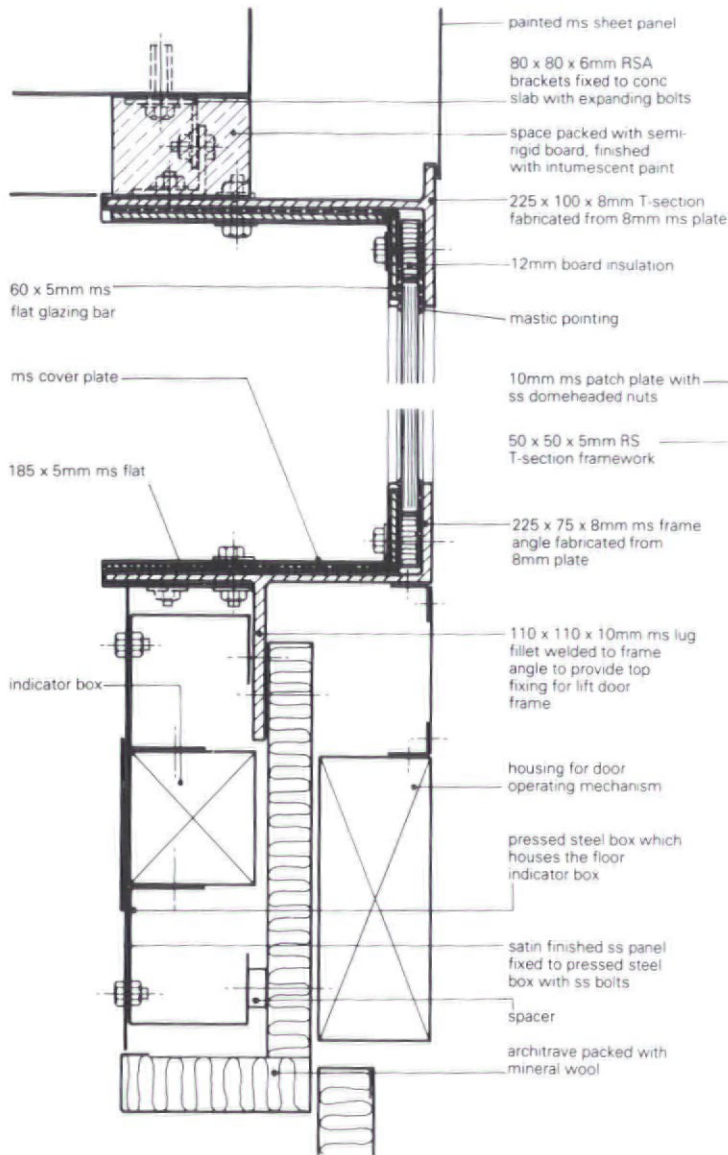 painted ms sheet panel
80 x 80 x 6mm RSA
brackets fixed to conc
slab with expanding bolts
space packed with semi-
rigid board, finished
with intumescent paint
225 x 100 x 8mm T-section
fabricated from 8mm ms plate
12mm board insulation
60 x 5mm ms
flat glazing bar
mastic pointing
ms cover plate
10mm ms patch plate with
ss domeheaded nuts
50 x 50 x 5mm RS
T-section framework
185 x 5mm ms flat
225 x 75 x 8mm ms frame
angle fabricated from
8mm plate
110 x 110 x 10mm ms lug
fillet welded to frame
angle to provide top
fixing for lift door
frame
indicator box
housing for door
operating mechanism
pressed steel box which
houses the floor
indicator box
satin finished ss panel
fixed to pressed steel
box with ss bolts
spacer
architrave packed with
mineral wool